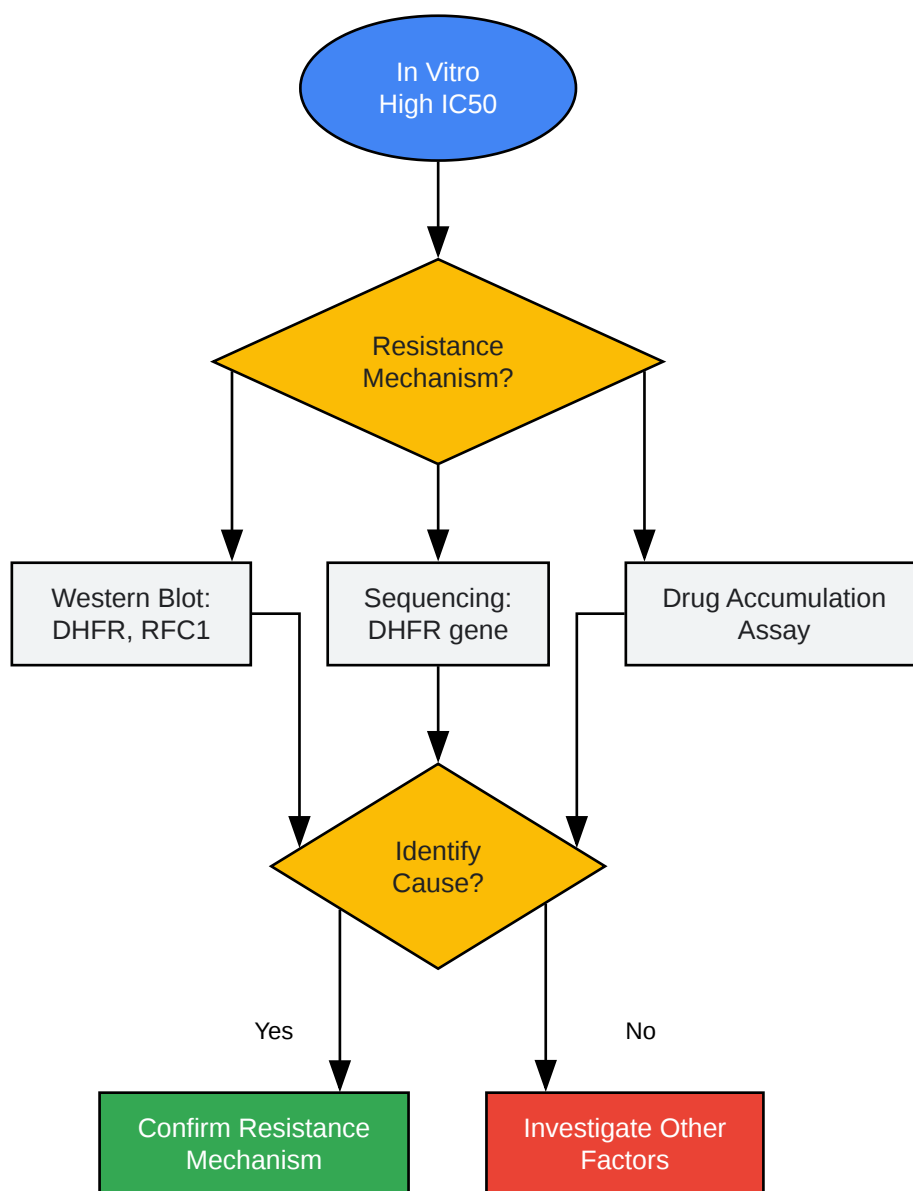 In Vitro
High IC50
Resistance
Mechanism?
Western Blot:
DHFR, RFC1
Sequencing:
DHFR gene
Drug Accumulation
Assay
Identify
Cause?
Yes
No
Confirm Resistance
Mechanism
Investigate Other
Factors